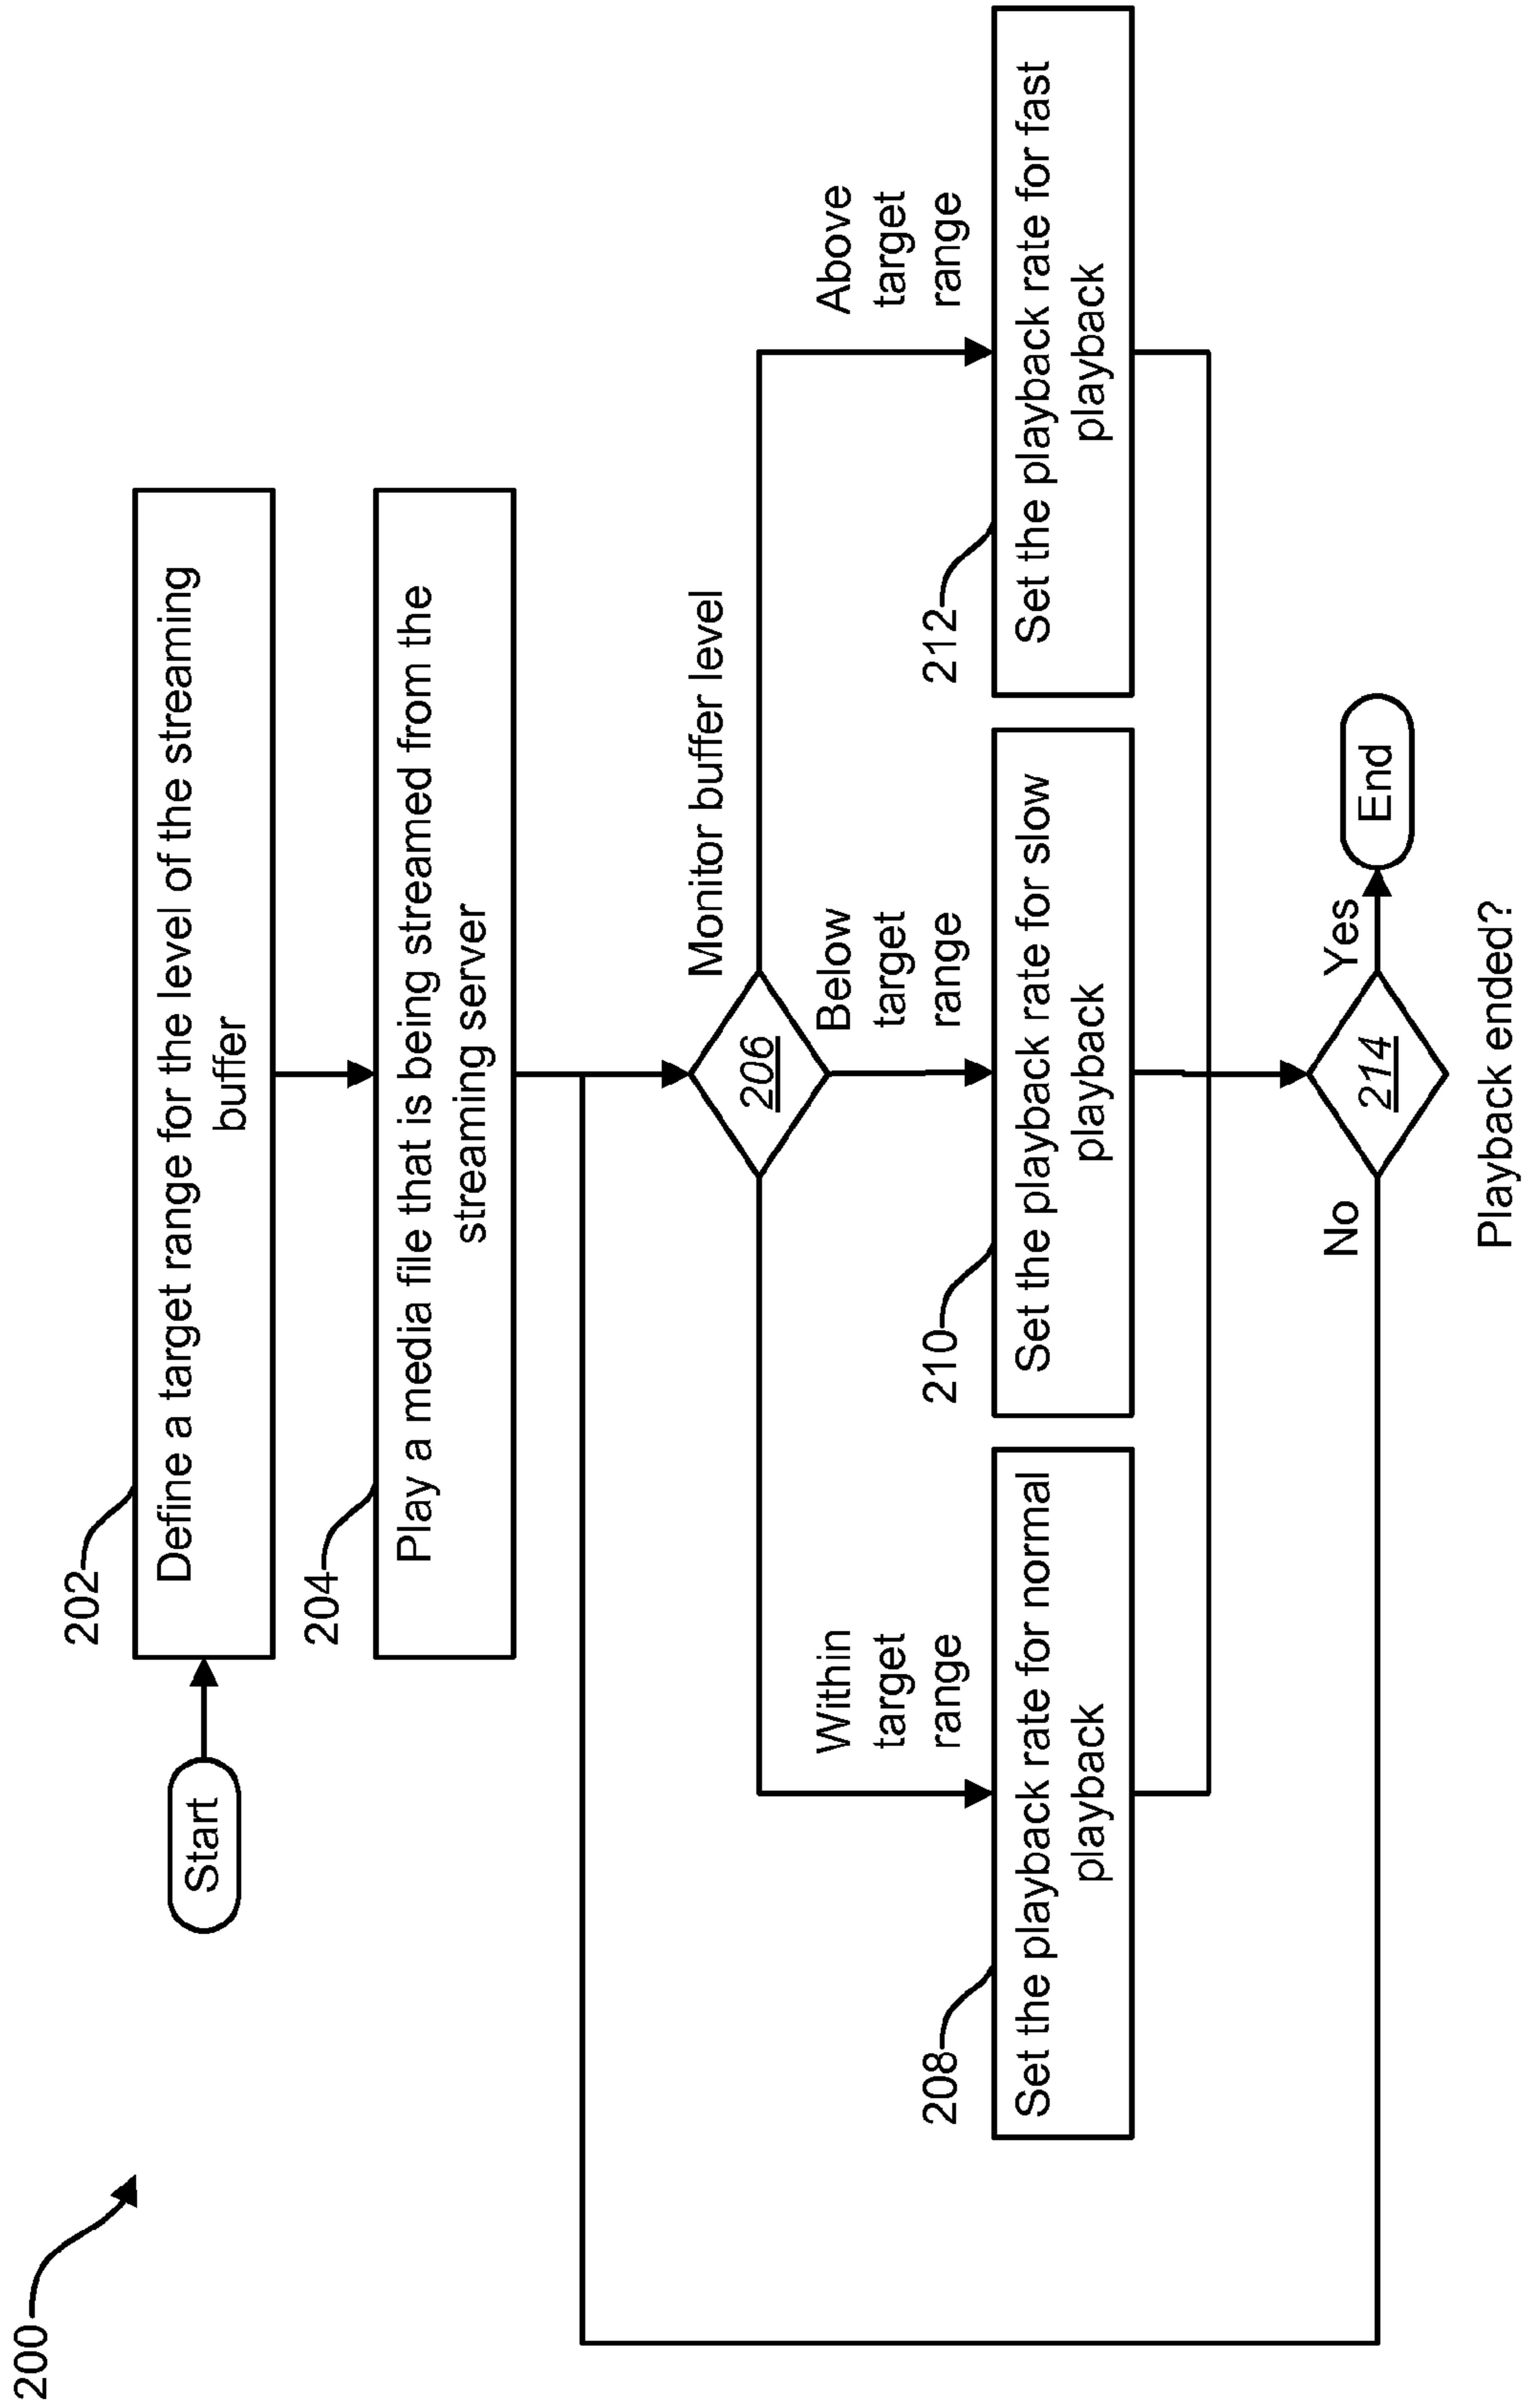 200
Start
202
Define a target range for the level of the streaming
buffer
204
Play a media file that is being streamed from the
streaming server
206
Monitor buffer level
Within
target
range
Below
target
range
Above
target
range
208
Set the playback rate for normal
playback
210
Set the playback rate for slow
playback
212
Set the playback rate for fast
playback
214
No
Yes
End
Playback ended?